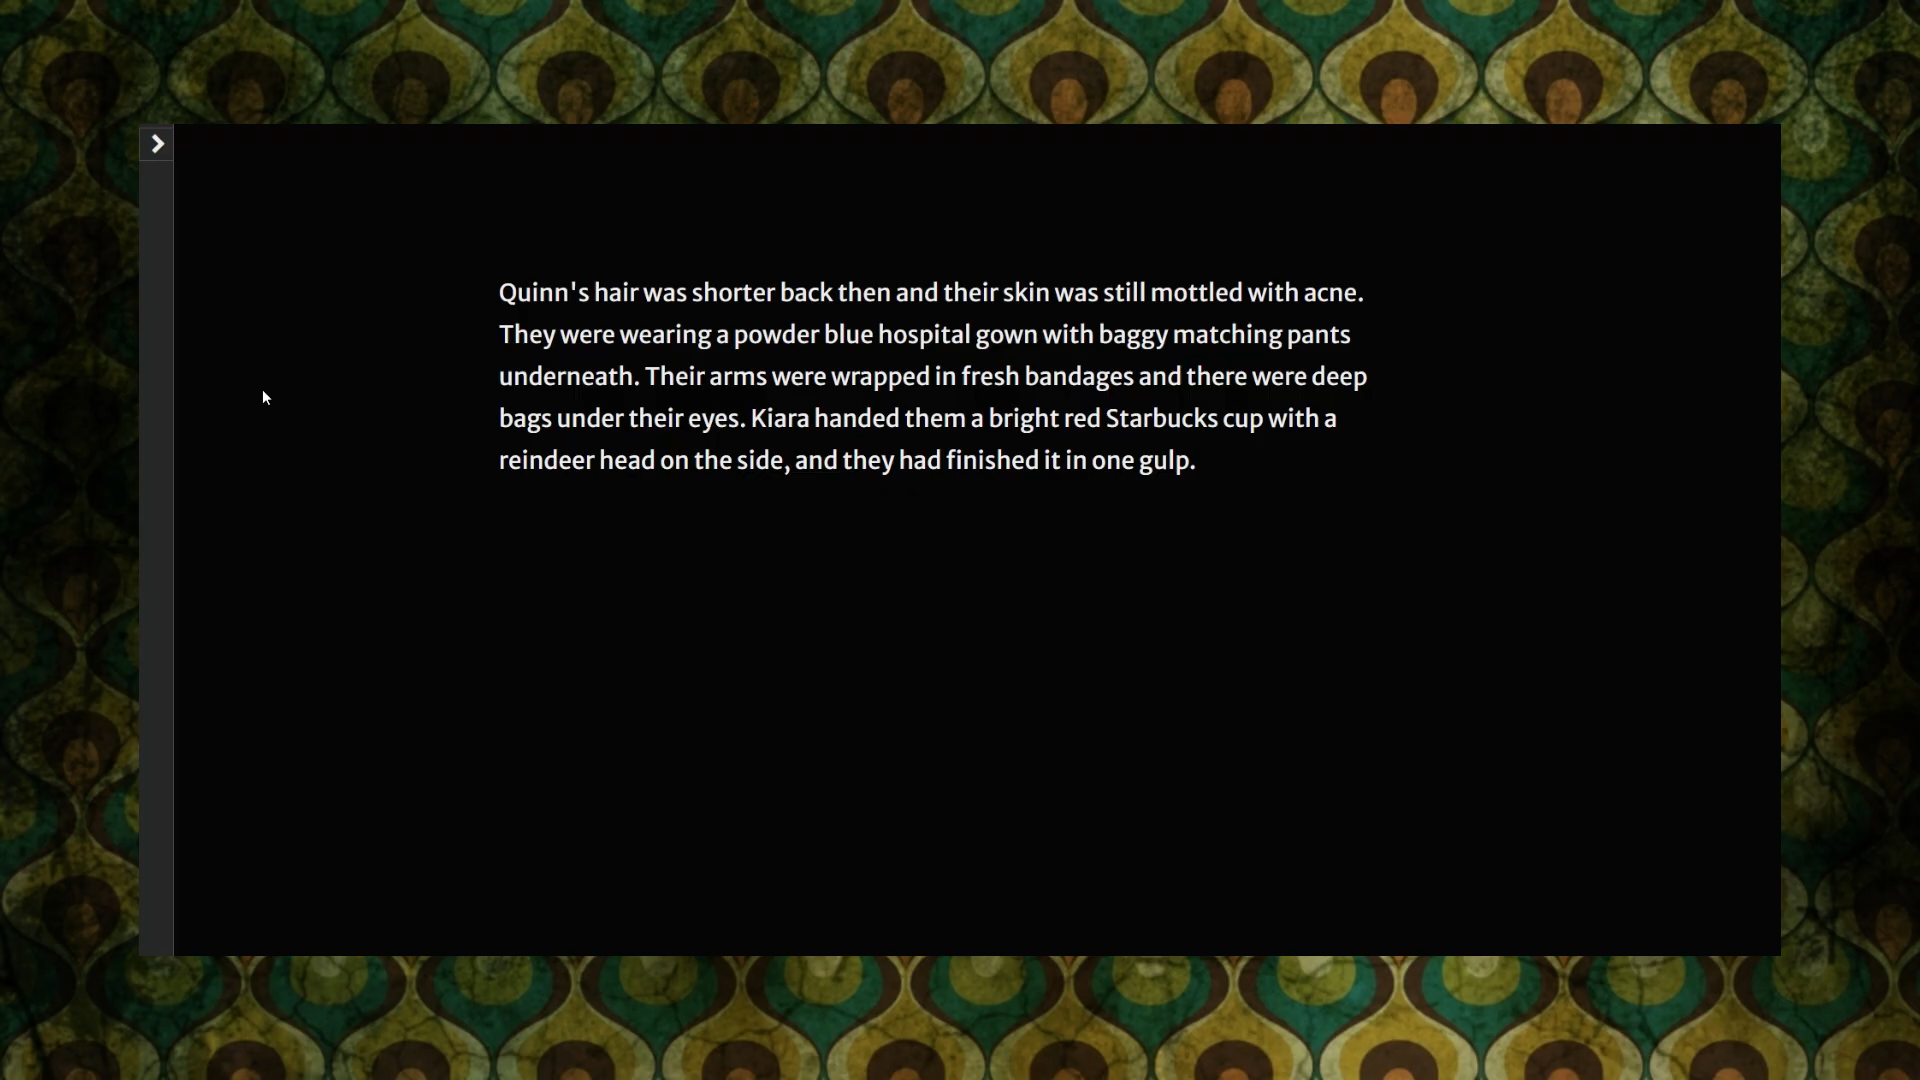 Quinn's hair was shorter back then and their skin was still mottled with acne.
They were wearing a powder blue hospital gown with baggy matching pants
underneath. Their arms were wrapped in fresh bandages and there were deep
bags under their eyes. Kiara handed them a bright red Starbucks cup with a
reindeer head on the side, and they had finished it in one gulp.